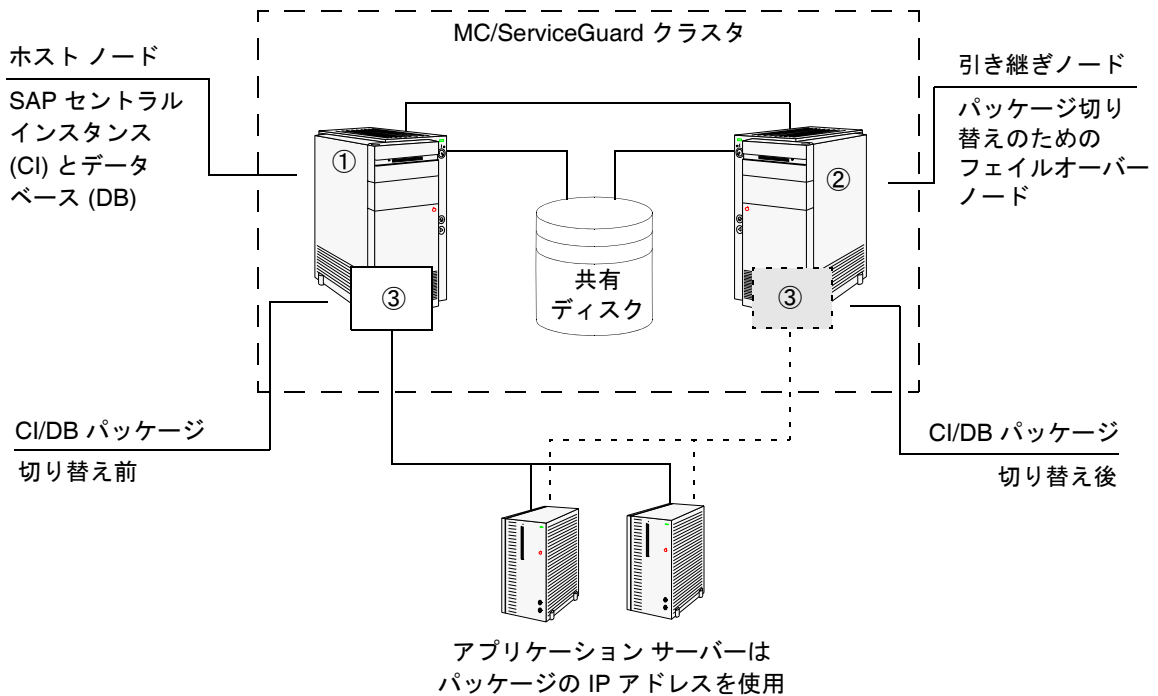 MC/ServiceGuard クラスタ
ホスト ノード
SAP セントラル
インスタンス
(CI) とデータ
ベース (DB)
引き継ぎノード
パッケージ切り
替えのための
フェイルオーバー
ノード
①
②
共有
ディスク
③
③
CI/DB パッケージ
切り替え前
CI/DB パッケージ
切り替え後
アプリケーション サーバーは
パッケージの IP アドレスを使用